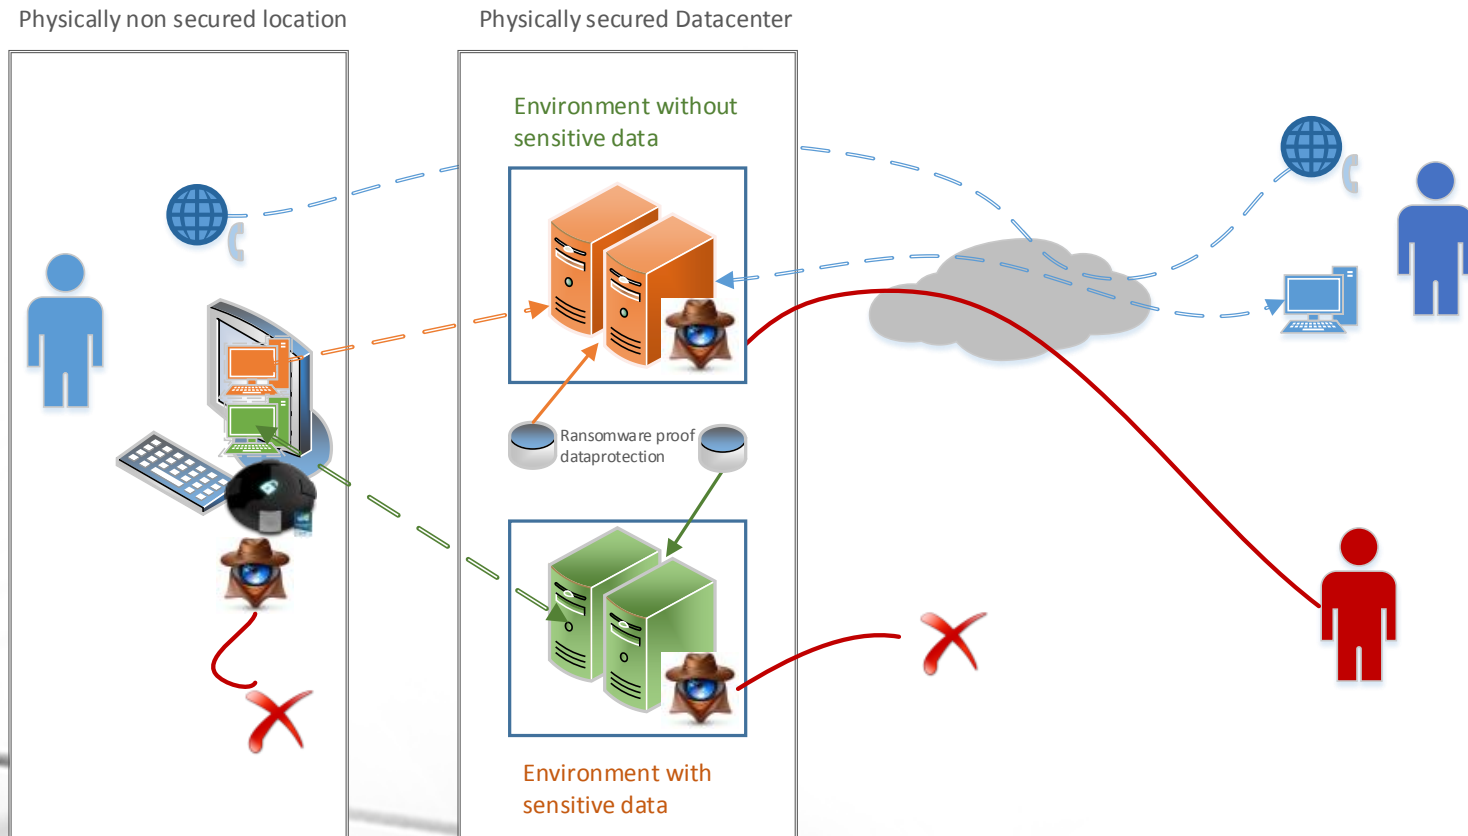 Physically non secured location
Physically secured Datacenter
Environment without
sensitive data
Ransomware proof
dataprotection
Environment with
sensitive data